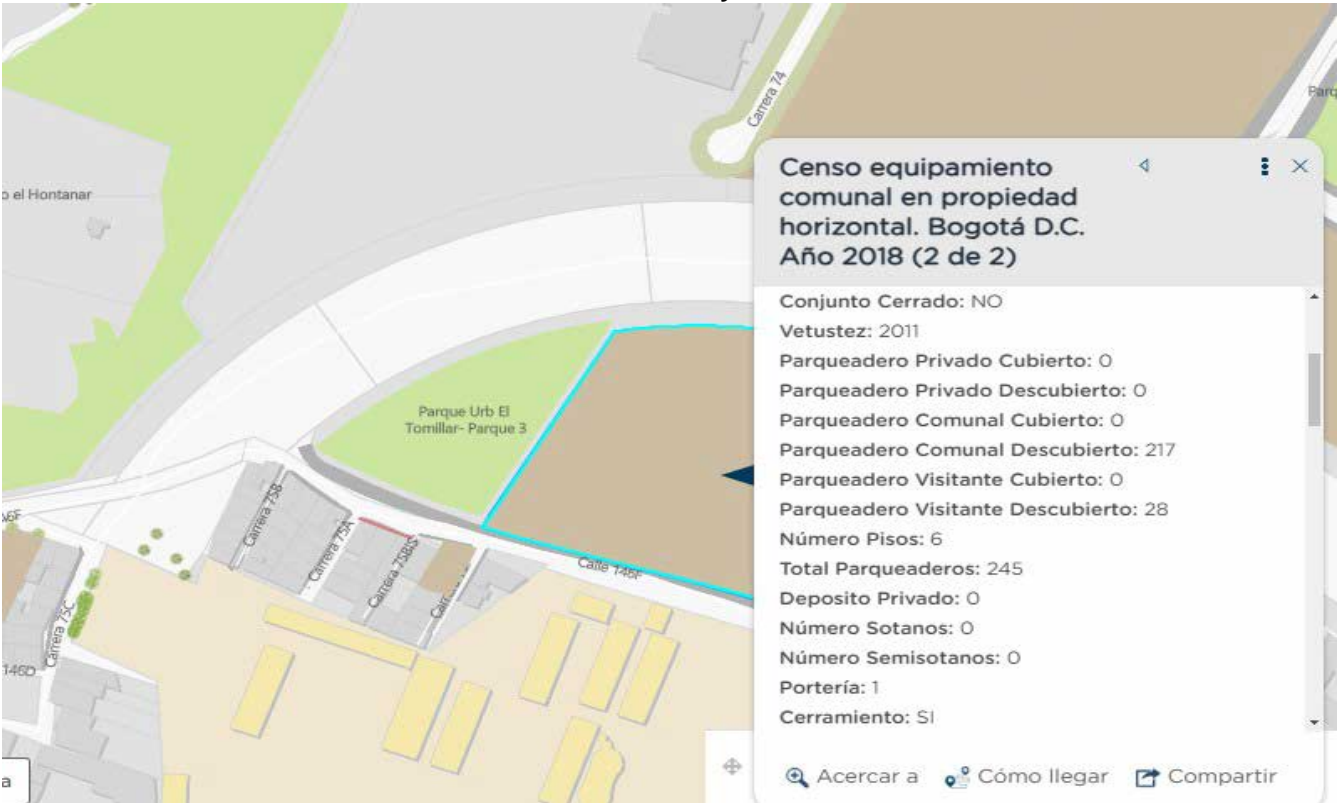 Carrera 74
Parq
o el Hontanar
Parque Urb El
Tomillar- Parque 3
Carrera 75B
Carrera 75A
Carrera 75BIS
Calle 146F
Carrera 75C
146D
a
Censo equipamiento
comunal en propiedad
horizontal. Bogotá D.C.
Año 2018 (2 de 2)
Conjunto Cerrado: NO
Vetustez: 2011
Parqueadero Privado Cubierto: 0
Parqueadero Privado Descubierto: 0
Parqueadero Comunal Cubierto: 0
Parqueadero Comunal Descubierto: 217
Parqueadero Visitante Cubierto: 0
Parqueadero Visitante Descubierto: 28
Número Pisos: 6
Total Parqueaderos: 245
Deposito Privado: 0
Número Sotanos: 0
Número Semisotanos: 0
Portería: 1
Cerramiento: SI
Acercar a Cómo llegar Compartir